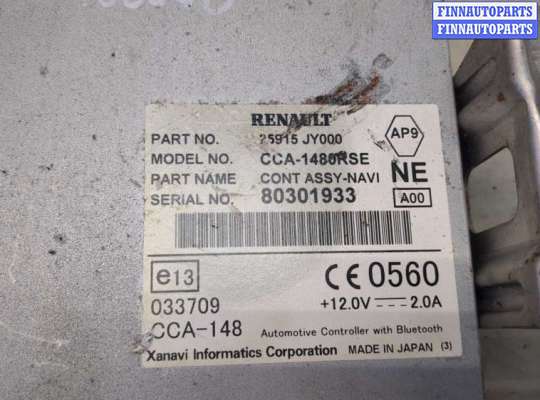 FINNAUTOPARTS
FINNAUTOPARTS
RENAULT
PART NO. 25915 JY000
AP9
MODEL NO. CCA-1480RSE
PART NAME CONT ASSY-NAVI NE
SERIAL NO. 80301933 A00
e13 CE 0560
033709 +12.0V 2.0A
CCA-148 Automotive Controller with Bluetooth
Xanavi Informatics Corporation MADE IN JAPAN (3)